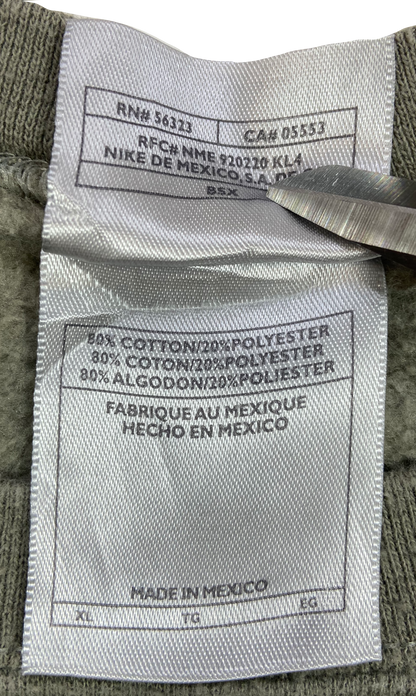 RN# 56323 CA# 05553
RFC# NME 920220 KL4
NIKE DE MEXICO, S.A. DE
BSX
80% COTTON/20%POLYESTER
80% COTON/20%POLYESTER
80% ALGODON/20%POLIESTER
FABRIQUE AU MEXIQUE
HECHO EN MEXICO
MADE IN MEXICO
XL TG EG